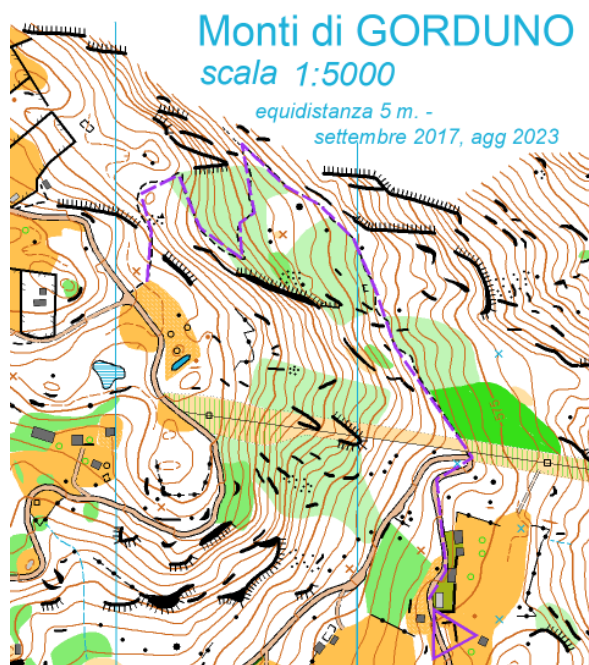 Monti di GORDUNO
scala 1:5000
equidistanza 5 m. -
settembre 2017, agg 2023
575